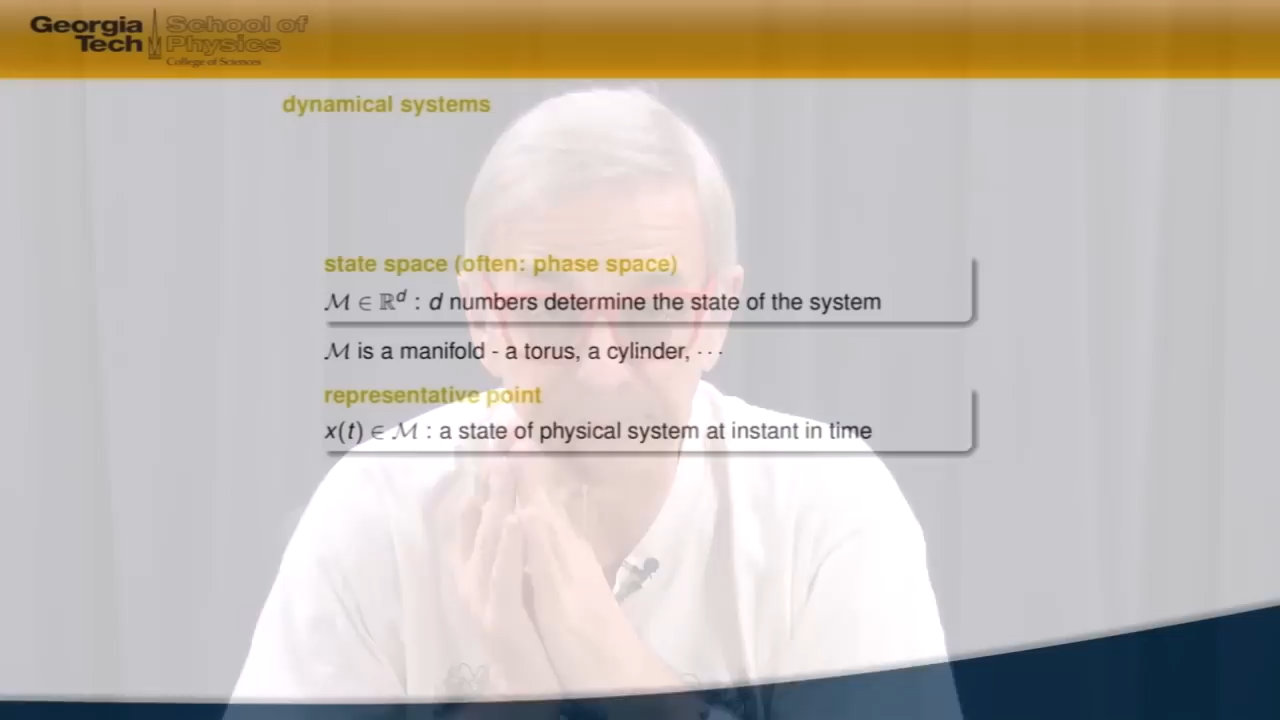 Georgia Tech
School of Physics
College of Sciences
dynamical systems
state space (often: phase space)
ℳ ∈ ℝᵈ : d numbers determine the state of the system
ℳ is a manifold - a torus, a cylinder, ···
representative point
x(t) ∈ ℳ : a state of physical system at instant in time